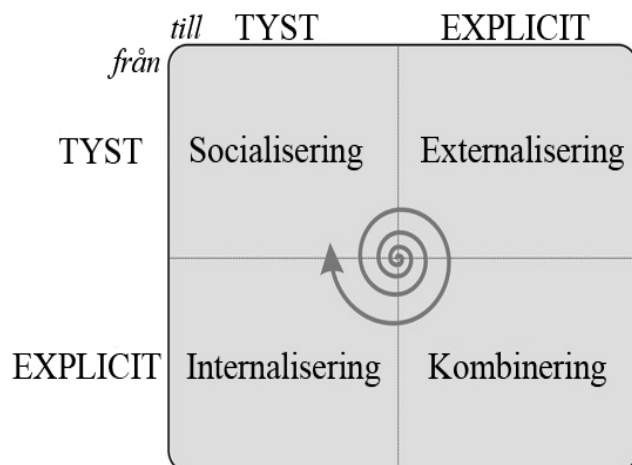 till TYST EXPLICIT
från
TYST Socialisering Externalisering
EXPLICIT Internalisering Kombinering